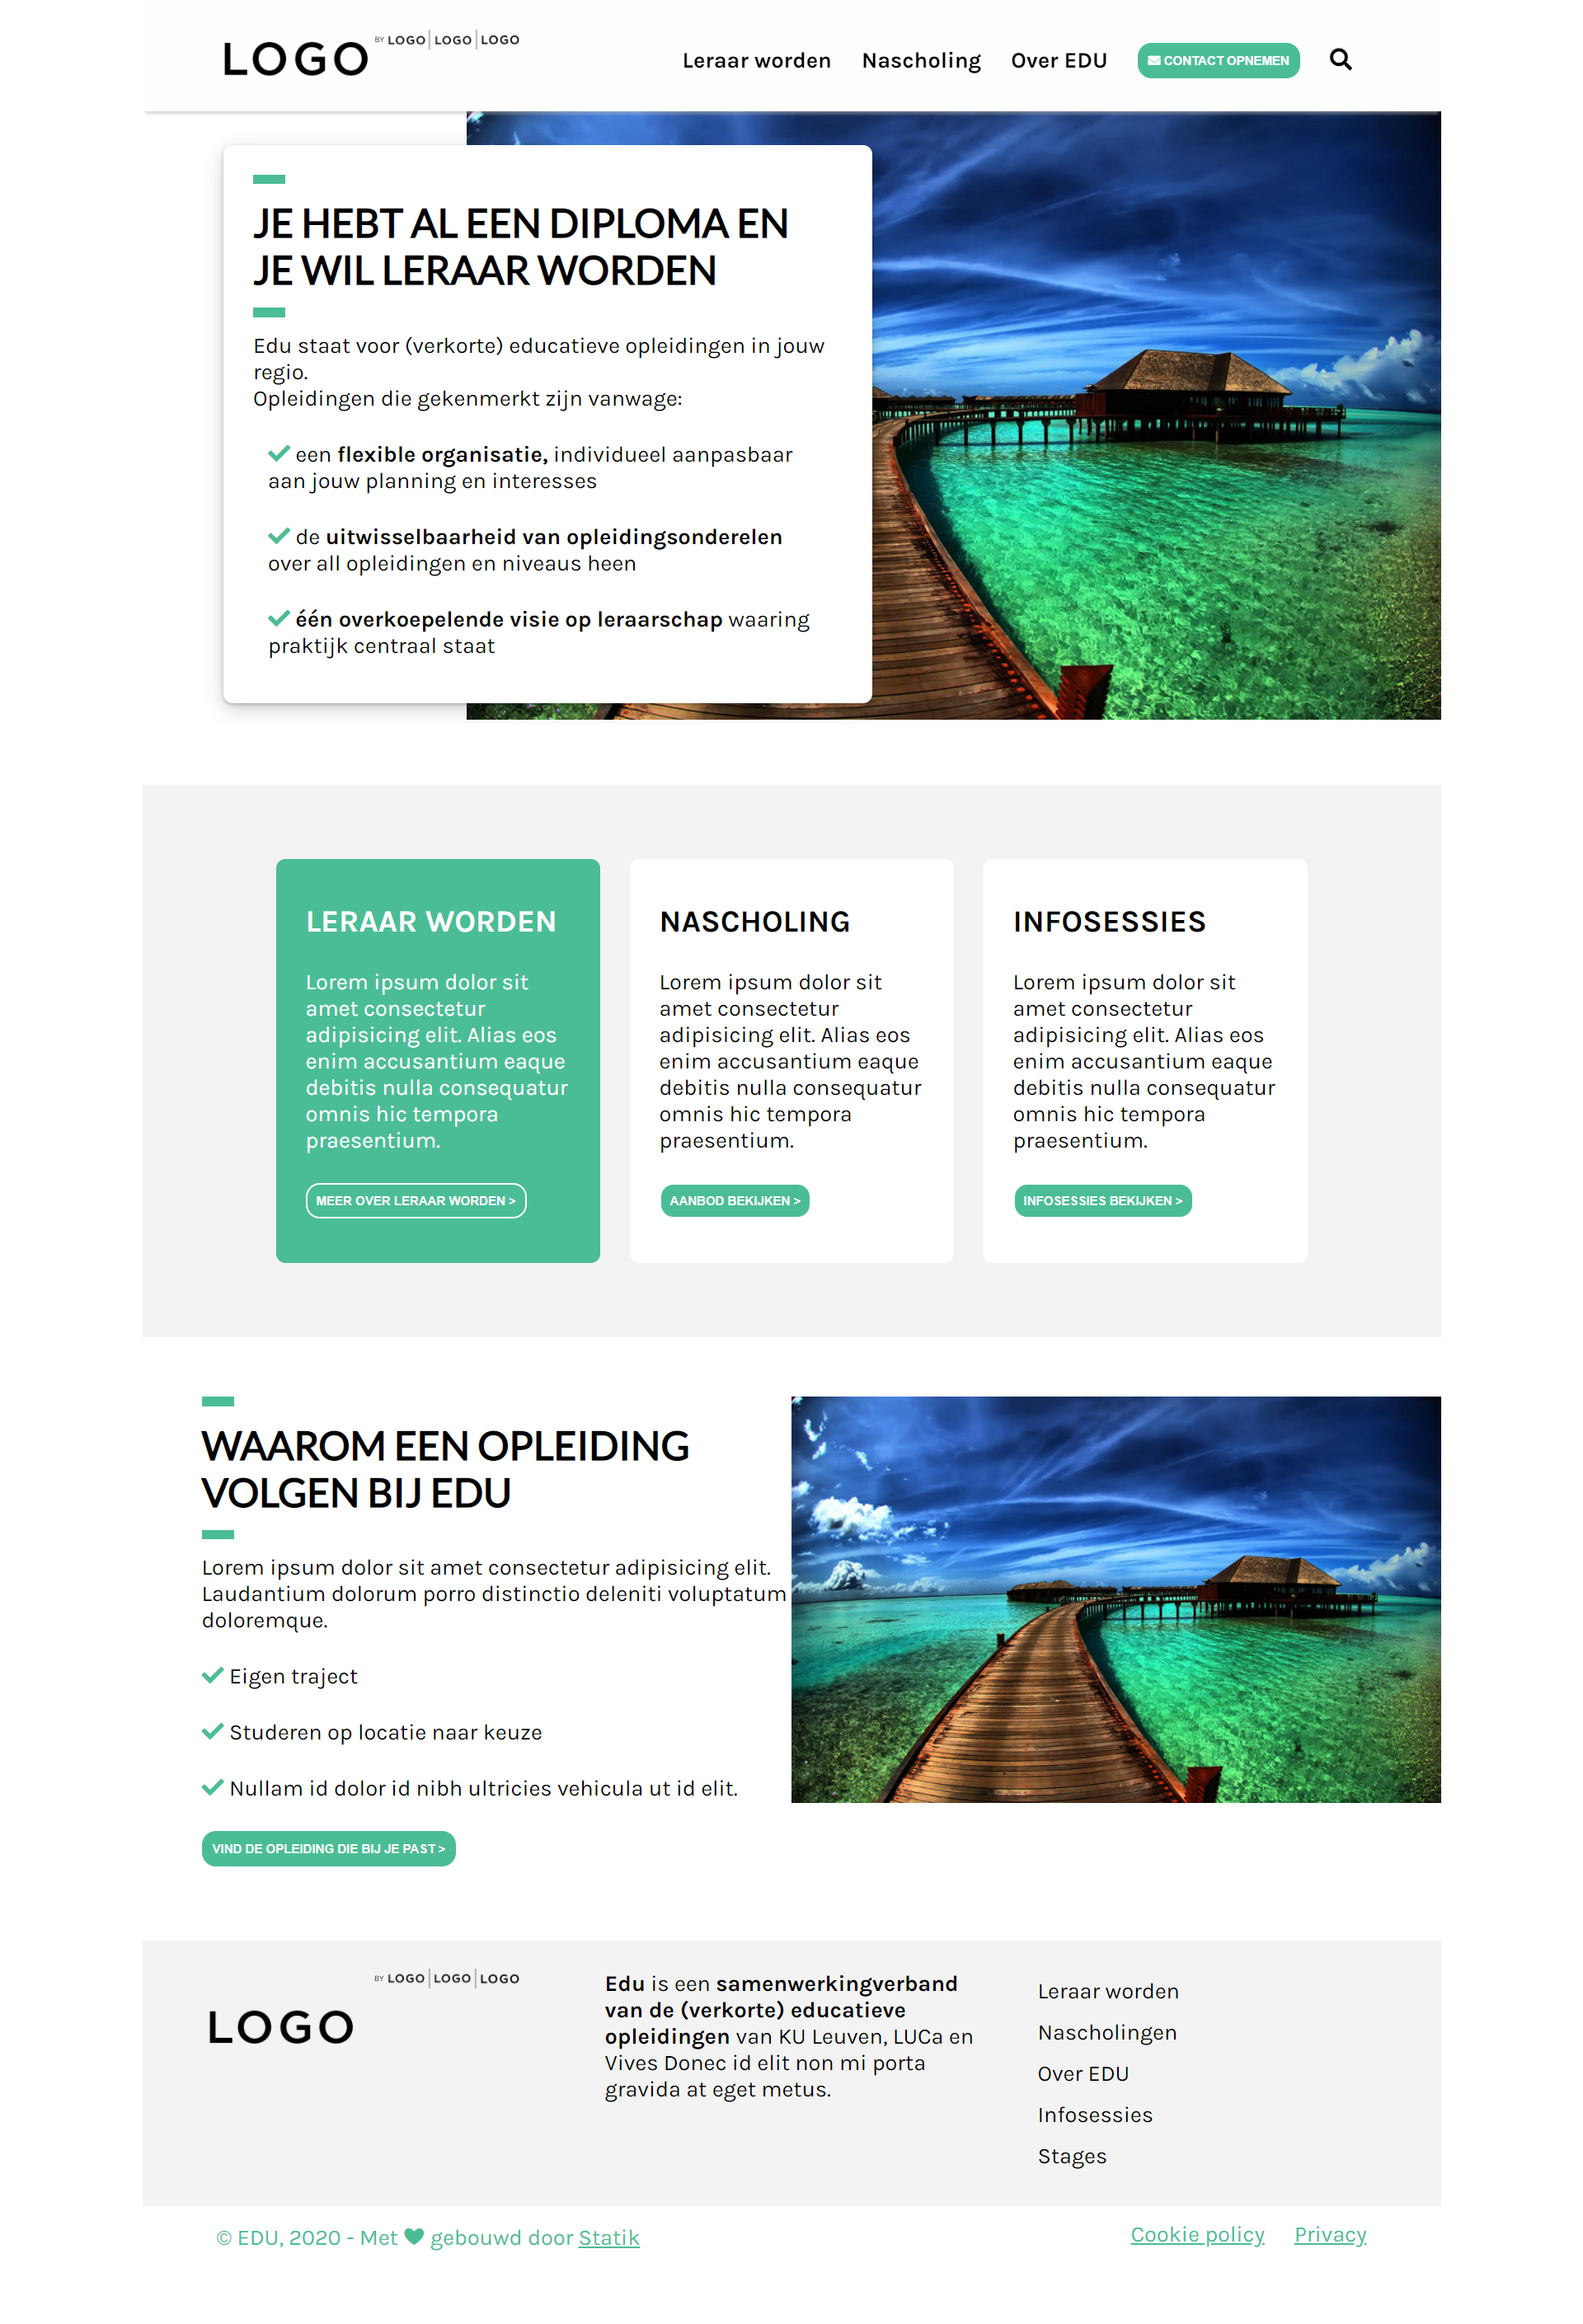 LOGO BY LOGO | LOGO | LOGO
Leraar worden Nascholing Over EDU CONTACT OPNEMEN
JE HEBT AL EEN DIPLOMA EN
JE WIL LERAAR WORDEN
Edu staat voor (verkorte) educatieve opleidingen in jouw
regio.
Opleidingen die gekenmerkt zijn vanwage:
een flexible organisatie, individueel aanpasbaar
aan jouw planning en interesses
de uitwisselbaarheid van opleidingsonderelen
over all opleidingen en niveaus heen
één overkoepelende visie op leraarschap waaring
praktijk centraal staat
LERAAR WORDEN
Lorem ipsum dolor sit
amet consectetur
adipisicing elit. Alias eos
enim accusantium eaque
debitis nulla consequatur
omnis hic tempora
praesentium.
MEER OVER LERAAR WORDEN >
NASCHOLING
Lorem ipsum dolor sit
amet consectetur
adipisicing elit. Alias eos
enim accusantium eaque
debitis nulla consequatur
omnis hic tempora
praesentium.
AANBOD BEKIJKEN >
INFOSESSIES
Lorem ipsum dolor sit
amet consectetur
adipisicing elit. Alias eos
enim accusantium eaque
debitis nulla consequatur
omnis hic tempora
praesentium.
INFOSESSIES BEKIJKEN >
WAAROM EEN OPLEIDING
VOLGEN BIJ EDU
Lorem ipsum dolor sit amet consectetur adipisicing elit.
Laudantium dolorum porro distinctio deleniti voluptatum
doloremque.
Eigen traject
Studeren op locatie naar keuze
Nullam id dolor id nibh ultricies vehicula ut id elit.
VIND DE OPLEIDING DIE BIJ JE PAST >
BY LOGO | LOGO | LOGO
LOGO
Edu is een samenwerkingverband
van de (verkorte) educatieve
opleidingen van KU Leuven, LUCa en
Vives Donec id elit non mi porta
gravida at eget metus.
Leraar worden
Nascholingen
Over EDU
Infosessies
Stages
© EDU, 2020 - Met ♥ gebouwd door Statik
Cookie policy Privacy